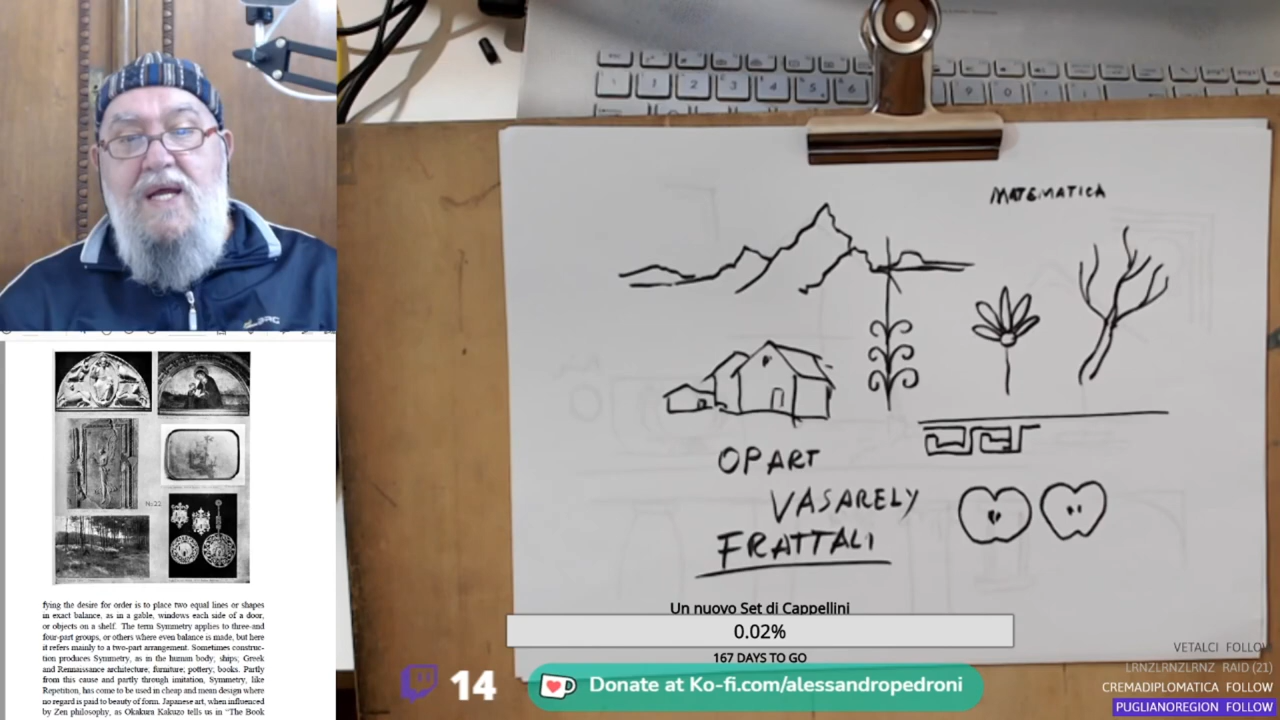 MATEMATICA
OPART
VASARELY
FRATTALI
No22
fying the desire for order is to place two equal lines or shapes
in exact balance, as in a gable, windows each side of a door,
or objects on a shelf. The term Symmetry applies to three-and
four-part groups, or others where even balance is made, but here
it refers mainly to a two-part arrangement. Sometimes construc-
tion produces Symmetry, as in the human body, ships; Greek
and Rennaissance architecture; furniture; pottery; books. Partly
from this cause and partly through imitation, Symmetry, like
Repetition, has come to be used in cheap and mean design where
no regard is paid to beauty of form. Japanese art, when influenced
by Zen philosophy, as Okakura Kakuzo tells us in "The Book
Un nuovo Set di Cappellini
0.02%
167 DAYS TO GO
14
Donate at Ko-fi.com/alessandropedroni
VETALCI FOLLOW
LRNZLRNZLRNZ RAID (21)
CREMADIPLOMATICA FOLLOW
PUGLIANOREGION FOLLOW